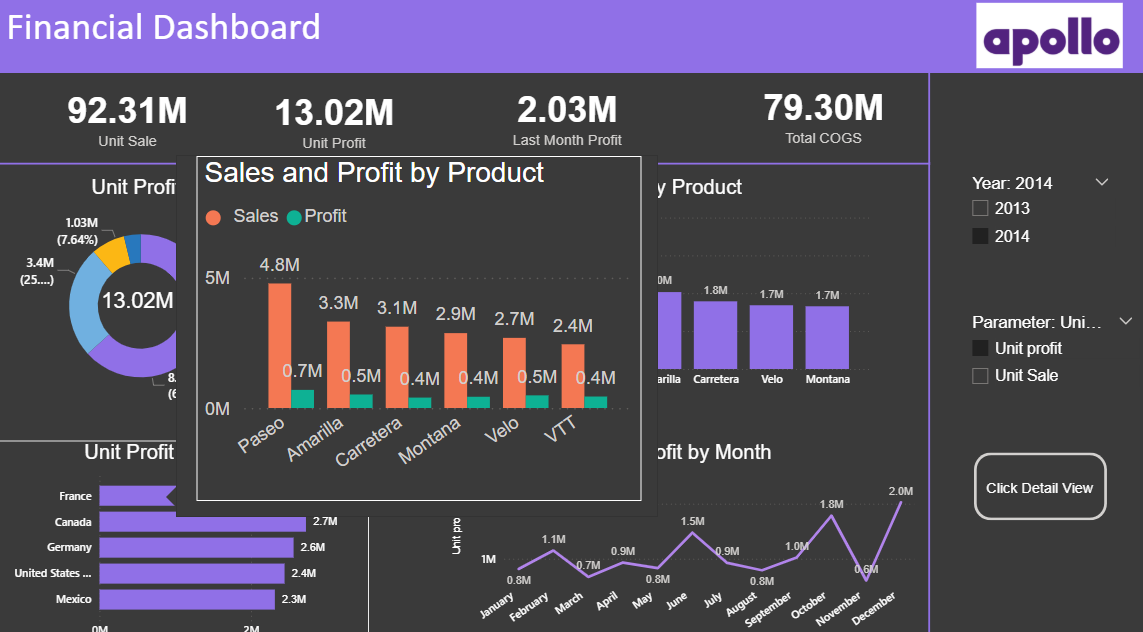 Financial Dashboard
apollo
92.31M
Unit Sale
13.02M
Unit Profit
2.03M
Last Month Profit
79.30M
Total COGS
Unit Profi
1.03M
(7.64%)
3.4M
(25....)
13.02M
8.
(6
Sales and Profit by Product
Sales Profit
5M
0M
4.8M
3.3M
3.1M
2.9M
2.7M
2.4M
0.7M
0.5M
0.4M
0.4M
0.5M
0.4M
Paseo
Amarilla
Carretera
Montana
Velo
VTT
y Product
0M
1.8M
1.7M
1.7M
arilla
Carretera
Velo
Montana
Year: 2014
2013
2014
Parameter: Uni...
Unit profit
Unit Sale
Click Detail View
Unit Profit
France
Canada
2.7M
Germany
2.6M
United States ...
2.4M
Mexico
2.3M
0M
2M
ofit by Month
Unit pro
1M
0.8M
1.1M
0.7M
0.9M
0.8M
1.5M
0.9M
0.8M
1.0M
1.8M
0.6M
2.0M
January
February
March
April
May
June
July
August
September
October
November
December